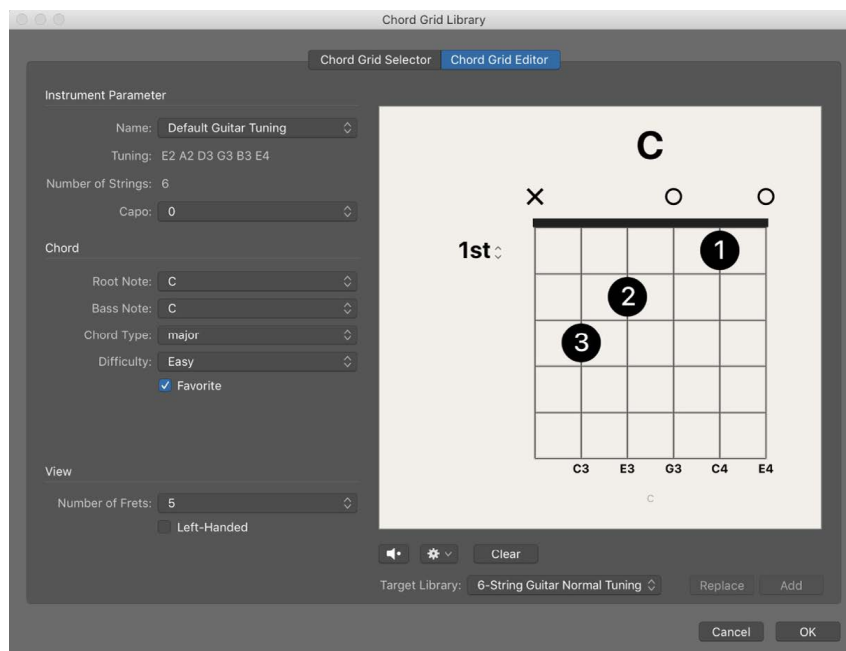 Chord Grid Library
Chord Grid Selector Chord Grid Editor
Instrument Parameter
Name: Default Guitar Tuning
Tuning: E2 A2 D3 G3 B3 E4
Number of Strings: 6
Capo: 0
Chord
Root Note: C
Bass Note: C
Chord Type: major
Difficulty: Easy
Favorite
View
Number of Frets: 5
Left-Handed
C
1st
1
2
3
C3 E3 G3 C4 E4
C
Clear
Target Library: 6-String Guitar Normal Tuning Replace Add
Cancel OK